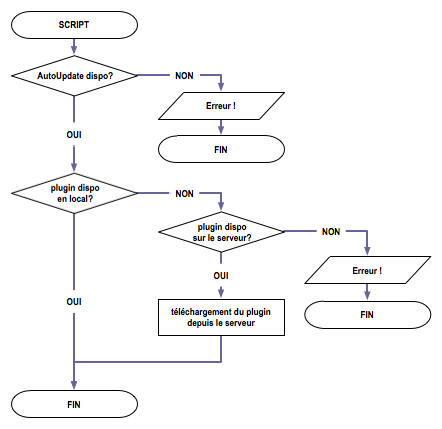 SCRIPT
AutoUpdate dispo?
NON
Erreur !
FIN
OUI
plugin dispo
en local?
NON
plugin dispo
sur le serveur?
NON
Erreur !
FIN
OUI
OUI
téléchargement du plugin
depuis le serveur
FIN